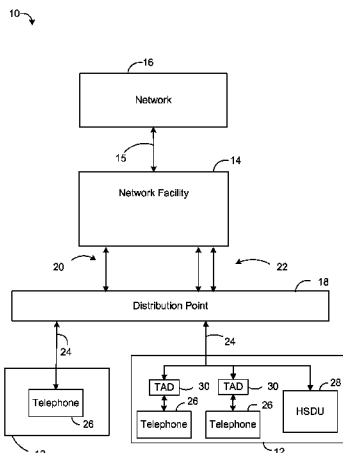 10
16
Network
15
14
Network Facility
20
22
18
Distribution Point
24
24
TAD
30
TAD
30
28
Telephone
26
26
Telephone
26
Telephone
HSDU
12